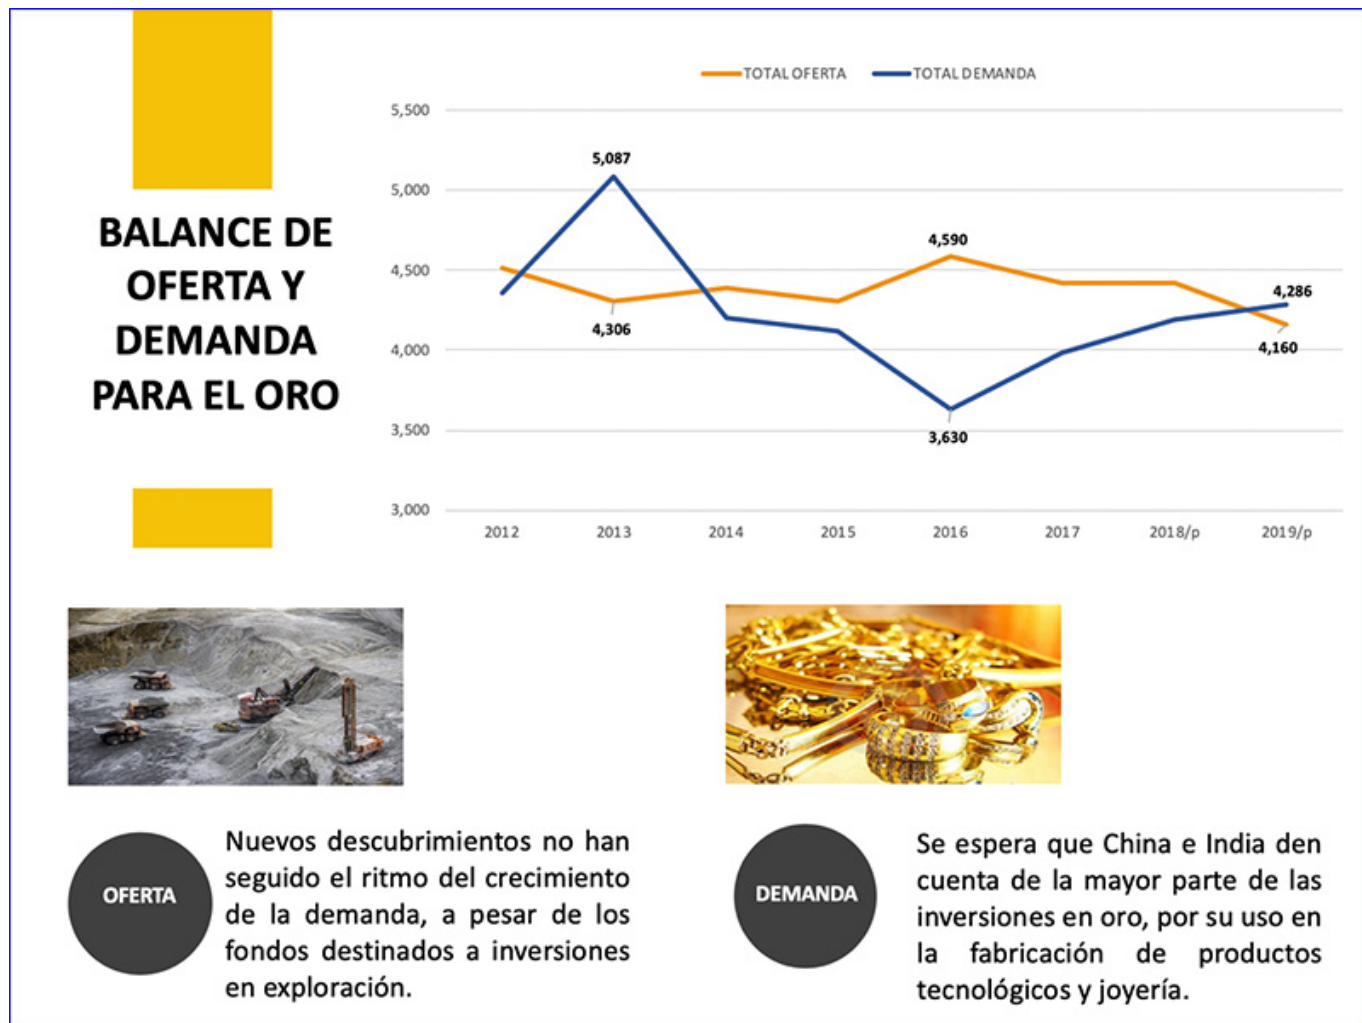 BALANCE DE
OFERTA Y
DEMANDA
PARA EL ORO
TOTAL OFERTA TOTAL DEMANDA
5,500
5,000
4,500
4,000
3,500
3,000
5,087
4,306
4,590
3,630
4,286
4,160
2012 2013 2014 2015 2016 2017 2018/p 2019/p
OFERTA
Nuevos descubrimientos no han
seguido el ritmo del crecimiento
de la demanda, a pesar de los
fondos destinados a inversiones
en exploración.
DEMANDA
Se espera que China e India den
cuenta de la mayor parte de las
inversiones en oro, por su uso en
la fabricación de productos
tecnológicos y joyería.